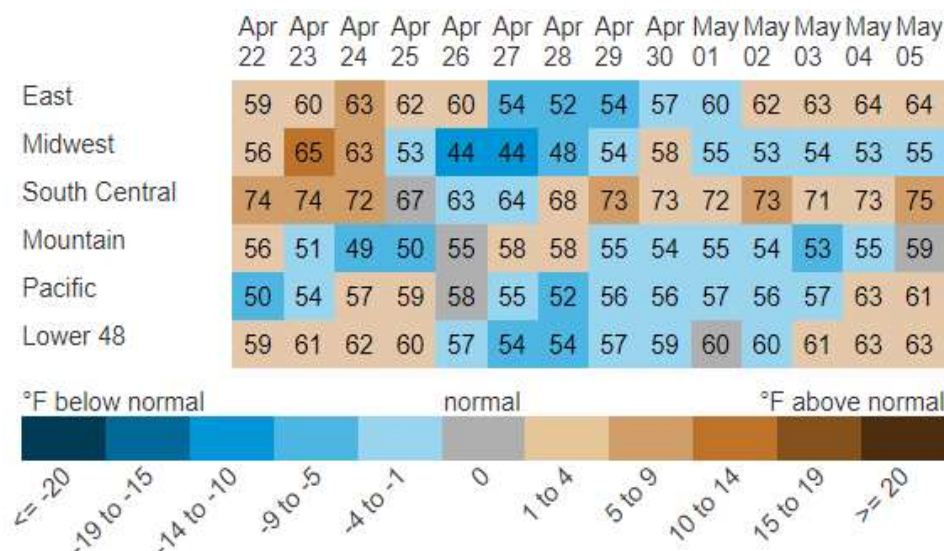 Apr Apr Apr Apr Apr Apr Apr Apr Apr May May May May May
22 23 24 25 26 27 28 29 30 01 02 03 04 05
East 59 60 63 62 60 54 52 54 57 60 62 63 64 64
Midwest 56 65 63 53 44 44 48 54 58 55 53 54 53 55
South Central 74 74 72 67 63 64 68 73 73 72 73 71 73 75
Mountain 56 51 49 50 55 58 58 55 54 55 54 53 55 59
Pacific 50 54 57 59 58 55 52 56 56 57 56 57 63 61
Lower 48 59 61 62 60 57 54 54 57 59 60 60 61 63 63
°F below normal normal °F above normal
<= -20 -19 to -15 -14 to -10 -9 to -5 -4 to -1 0 1 to 4 5 to 9 10 to 14 15 to 19 >= 20